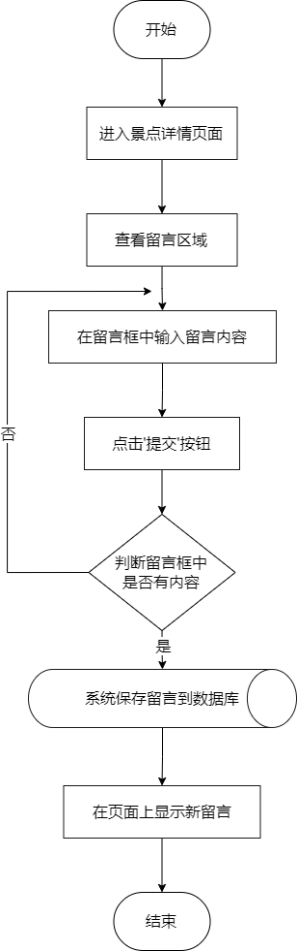 开始
进入景点详情页面
查看留言区域
在留言框中输入留言内容
点击'提交'按钮
否
判断留言框中
是否有内容
是
系统保存留言到数据库
在页面上显示新留言
结束